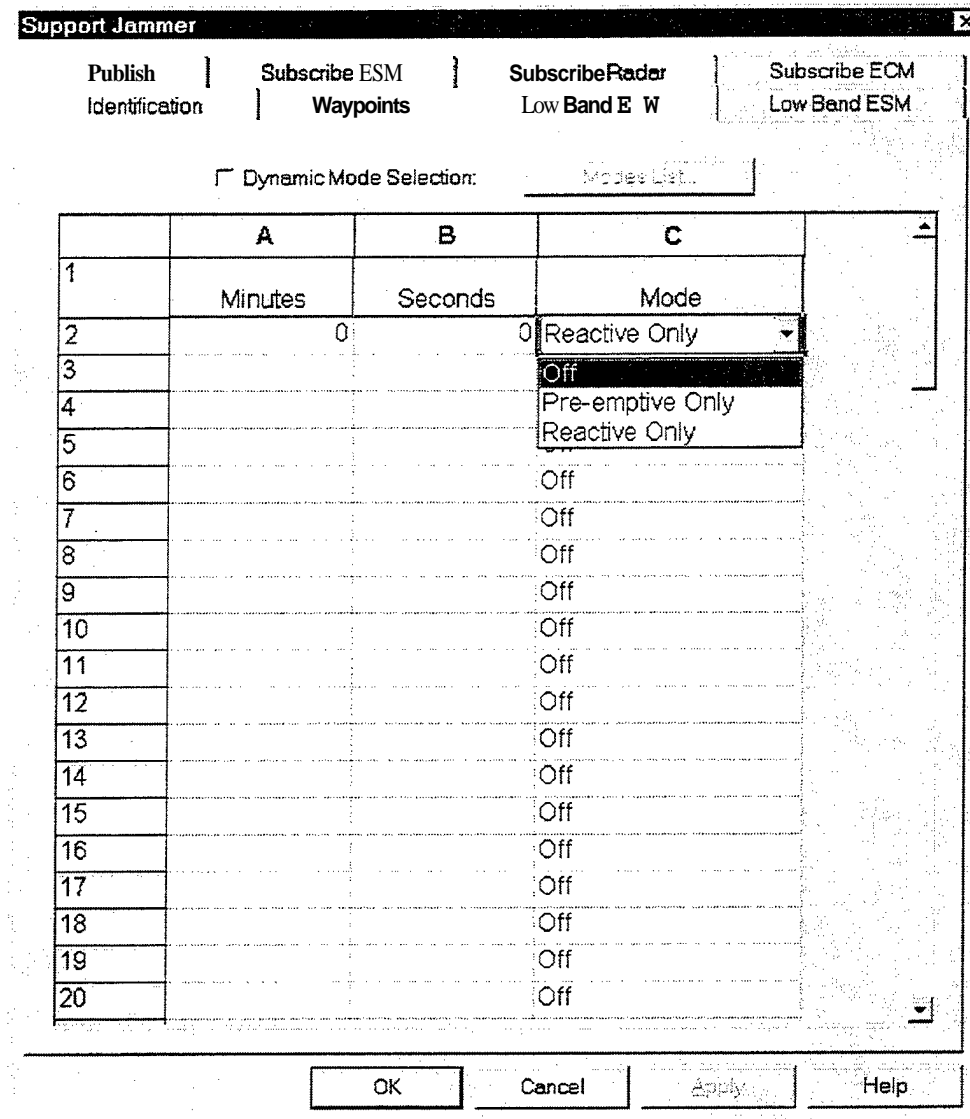 Support Jammer
Publish Subscribe ESM SubscribeRadar Subscribe ECM
Identification Waypoints Low Band E W Low Band ESM
Dynamic Mode Selection: Modes List...
A B C
1 Minutes Seconds Mode
2 0 0 Reactive Only
3 Off
4 Pre-emptive Only
5 Reactive Only
6 Off
7 Off
8 Off
9 Off
10 Off
11 Off
12 Off
13 Off
14 Off
15 Off
16 Off
17 Off
18 Off
19 Off
20 Off
OK Cancel Apply Help